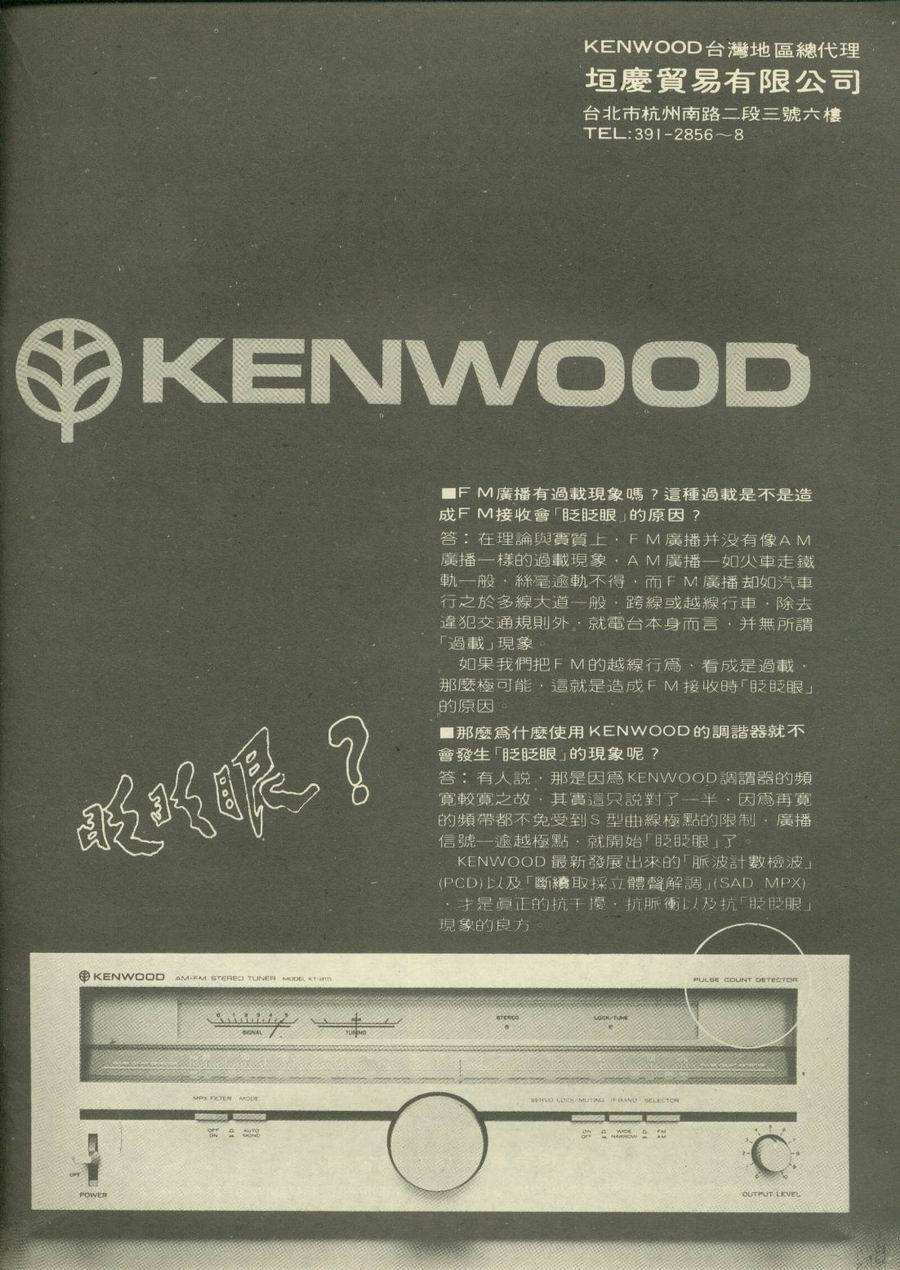 KENWOOD台灣地區總代理
垣慶貿易有限公司
台北市杭州南路二段三號六樓
TEL:391-2856～8
KENWOOD
■FM廣播有過載現象嗎？這種過載是不是造
成FM接收會「眨眨眼」的原因？
答：在理論與實質上，FM廣播并没有像AM
廣播一樣的過載現象，AM廣播一如火車走鐵
軌一般，絲毫逾軌不得，而FM廣播却如汽車
行之於多線大道一般，跨線或越線行車，除去
違犯交通規則外，就電台本身而言，并無所謂
「過載」現象。
如果我們把FM的越線行爲，看成是過載，
那麼極可能，這就是造成FM接收時「眨眨眼」
的原因。
■那麼爲什麼使用KENWOOD的調諧器就不
會發生「眨眨眼」的現象呢？
答：有人説，那是因爲KENWOOD調謂器的頻
寬較寬之故，其實這只説對了一半，因爲再寬
的頻帶都不免受到S型曲線極點的限制，廣播
信號一逾越極點，就開始「眨眨眼」了。
KENWOOD最新發展出來的「脈波計數檢波」
(PCD)以及「斷續取採立體聲解調」(SAD MPX)
，才是眞正的抗干擾，抗脈衝以及抗「眨眨眼」
現象的良方。
眨眨眼？
KENWOOD AM-FM STEREO TUNER MODEL
PULSE COUNT DETECTOR
0 1 2 3 4 5
SIGNAL
TUNING
STEREO
LOCK/TUNE
MPX FILTER MODE
SERVO LOCK/MUTING IF BAND SELECTOR
OFF AUTO
ON MONO
ON WIDE FM
OFF NARROW AM
OFF
POWER
OUTPUT LEVEL